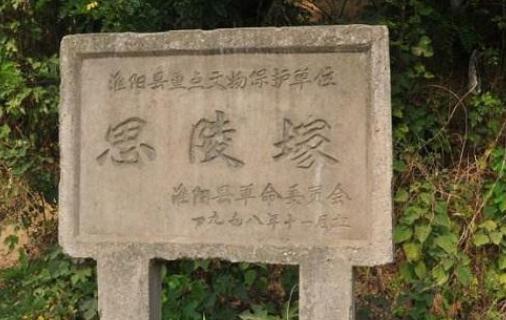 淮阳县重点文物保护单位
思陵塚
淮阳县革命委员会
一九七八年十一月立